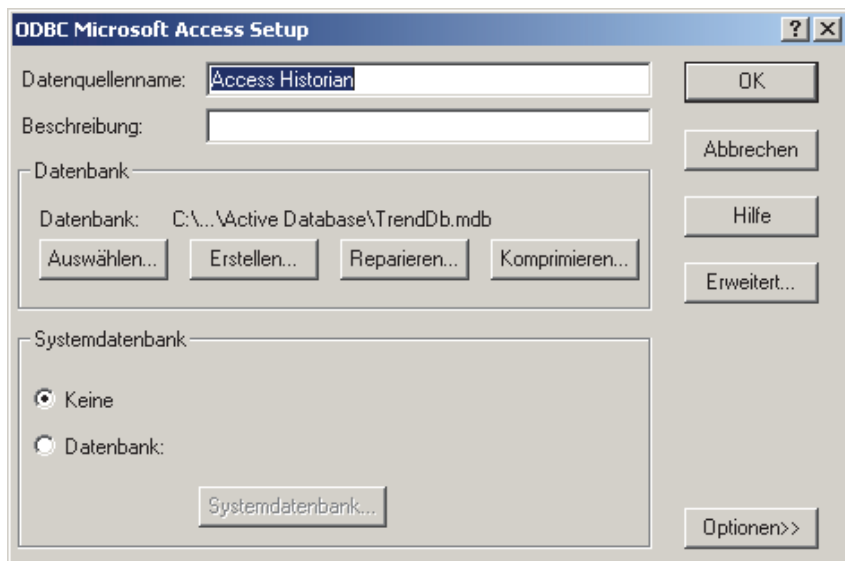 ODBC Microsoft Access Setup
Datenquellenname: Access Historian
OK
Beschreibung:
Abbrechen
Datenbank
Datenbank: C:\...\Active Database\TrendDb.mdb
Hilfe
Auswählen... Erstellen... Reparieren... Komprimieren...
Erweitert...
Systemdatenbank
Keine
Datenbank:
Systemdatenbank...
Optionen>>